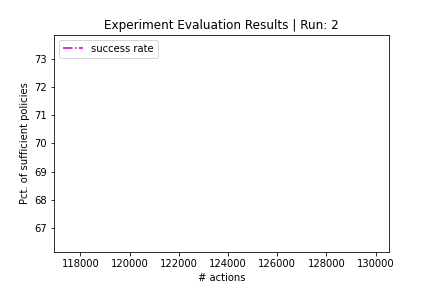 Experiment Evaluation Results | Run: 2
success rate
Pct. of sufficient policies
73
72
71
70
69
68
67
118000 120000 122000 124000 126000 128000 130000
# actions